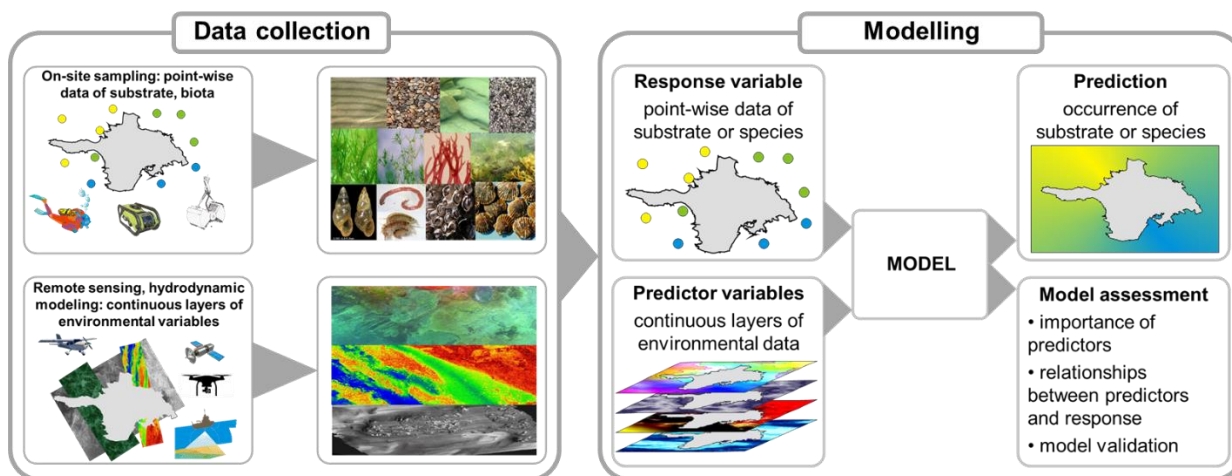 Data collection
On-site sampling: point-wise
data of substrate, biota
Remote sensing, hydrodynamic
modeling: continuous layers of
environmental variables
Modelling
Response variable
point-wise data of
substrate or species
Predictor variables
continuous layers of
environmental data
MODEL
Prediction
occurrence of
substrate or species
Model assessment
• importance of
predictors
• relationships
between predictors
and response
• model validation